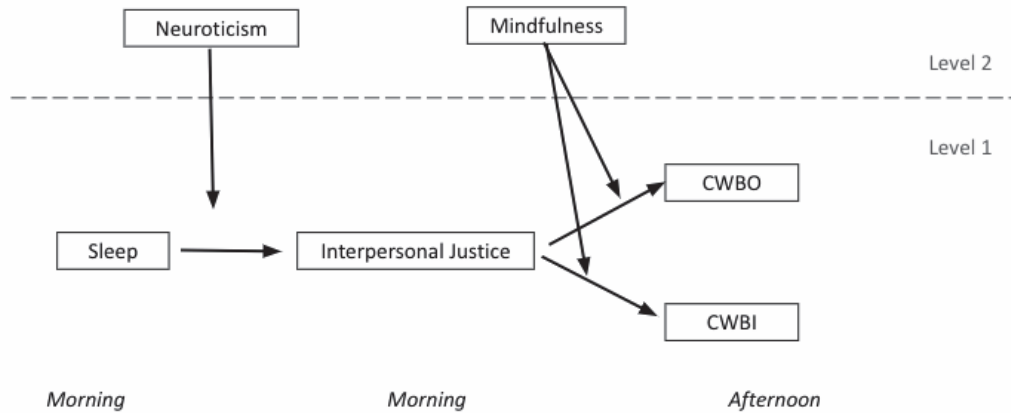 Neuroticism
Mindfulness
Level 2
Level 1
CWBO
Sleep
Interpersonal Justice
CWBI
Morning
Morning
Afternoon